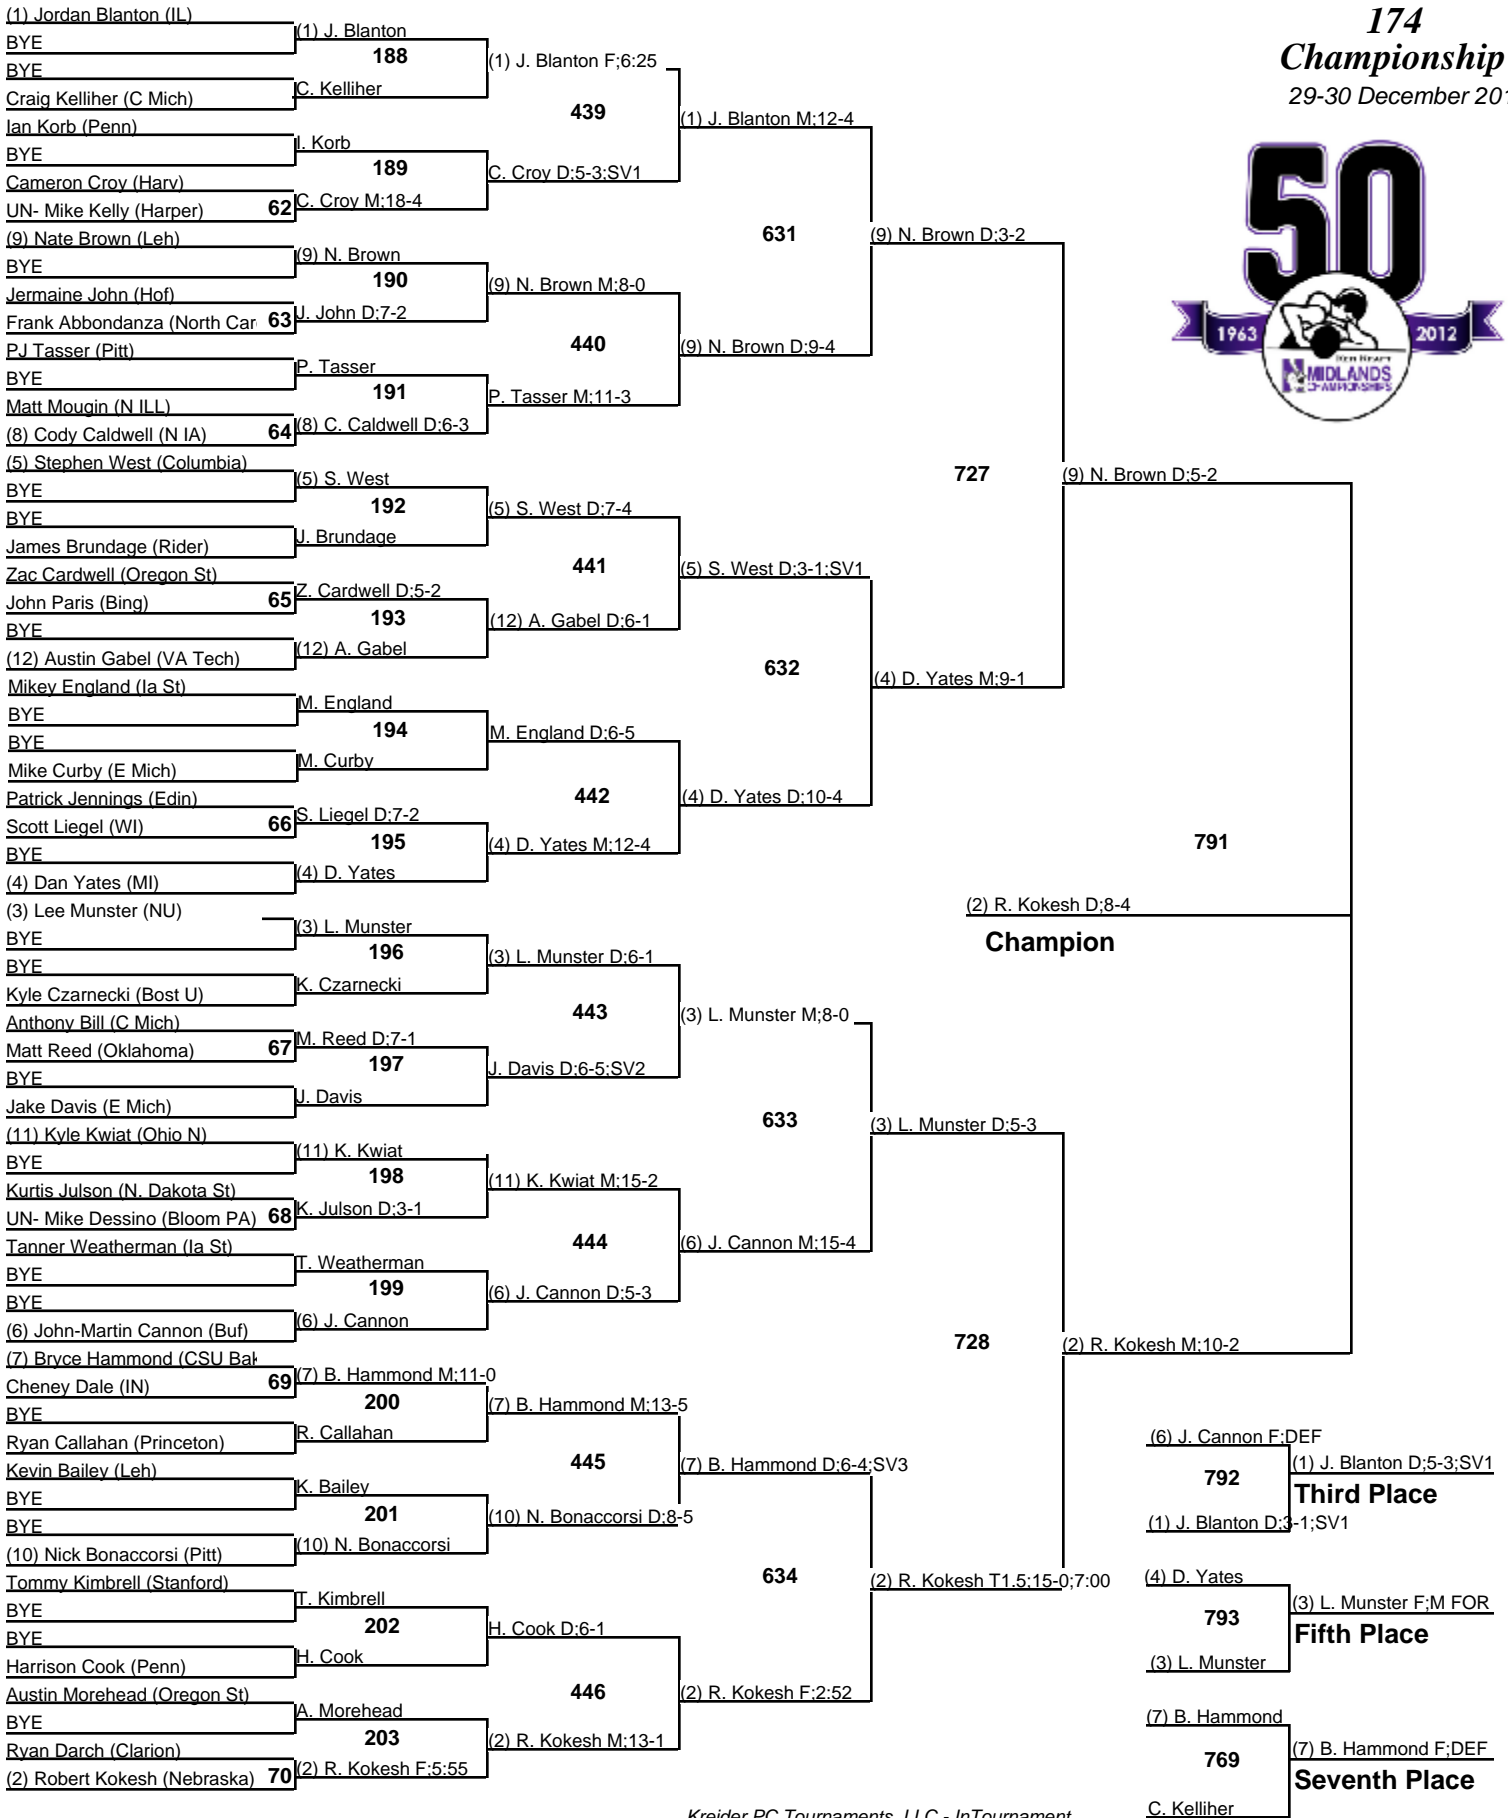 174
Championship
29-30 December 201
50
1963
2012
KEN KRAFT
MIDLANDS
CHAMPIONSHIPS
(1) Jordan Blanton (IL)
BYE
BYE
Craig Kelliher (C Mich)
Ian Korb (Penn)
BYE
Cameron Croy (Harv)
UN- Mike Kelly (Harper) 62
(9) Nate Brown (Leh)
BYE
Jermaine John (Hof)
Frank Abbondanza (North Car 63
PJ Tasser (Pitt)
BYE
Matt Mougin (N ILL)
(8) Cody Caldwell (N IA) 64
(5) Stephen West (Columbia)
BYE
BYE
James Brundage (Rider)
Zac Cardwell (Oregon St)
John Paris (Bing) 65
BYE
(12) Austin Gabel (VA Tech)
Mikey England (Ia St)
BYE
BYE
Mike Curby (E Mich)
Patrick Jennings (Edin)
Scott Liegel (WI) 66
BYE
(4) Dan Yates (MI)
(3) Lee Munster (NU)
BYE
BYE
Kyle Czarnecki (Bost U)
Anthony Bill (C Mich)
Matt Reed (Oklahoma) 67
BYE
Jake Davis (E Mich)
(11) Kyle Kwiat (Ohio N)
BYE
Kurtis Julson (N. Dakota St)
UN- Mike Dessino (Bloom PA) 68
Tanner Weatherman (Ia St)
BYE
BYE
(6) John-Martin Cannon (Buf)
(7) Bryce Hammond (CSU Bak
Cheney Dale (IN) 69
BYE
Ryan Callahan (Princeton)
Kevin Bailey (Leh)
BYE
BYE
(10) Nick Bonaccorsi (Pitt)
Tommy Kimbrell (Stanford)
BYE
BYE
Harrison Cook (Penn)
Austin Morehead (Oregon St)
BYE
Ryan Darch (Clarion)
(2) Robert Kokesh (Nebraska) 70
(1) J. Blanton
188
C. Kelliher
I. Korb
189
C. Croy M;18-4
(9) N. Brown
190
J. John D;7-2
P. Tasser
191
(8) C. Caldwell D;6-3
(5) S. West
192
J. Brundage
Z. Cardwell D;5-2
193
(12) A. Gabel
M. England
194
M. Curby
S. Liegel D;7-2
195
(4) D. Yates
(3) L. Munster
196
K. Czarnecki
M. Reed D;7-1
197
J. Davis
(11) K. Kwiat
198
K. Julson D;3-1
T. Weatherman
199
(6) J. Cannon
(7) B. Hammond M;11-0
200
R. Callahan
K. Bailey
201
(10) N. Bonaccorsi
T. Kimbrell
202
H. Cook
A. Morehead
203
(2) R. Kokesh F;5:55
(1) J. Blanton F;6:25
439
C. Croy D;5-3;SV1
(9) N. Brown M;8-0
440
P. Tasser M;11-3
(5) S. West D;7-4
441
(12) A. Gabel D;6-1
M. England D;6-5
442
(4) D. Yates M;12-4
(3) L. Munster D;6-1
443
J. Davis D;6-5;SV2
(11) K. Kwiat M;15-2
444
(6) J. Cannon D;5-3
(7) B. Hammond M;13-5
445
(10) N. Bonaccorsi D;8-5
H. Cook D;6-1
446
(2) R. Kokesh M;13-1
(1) J. Blanton M;12-4
631
(9) N. Brown D;9-4
(5) S. West D;3-1;SV1
632
(4) D. Yates D;10-4
(3) L. Munster M;8-0
633
(6) J. Cannon M;15-4
(7) B. Hammond D;6-4;SV3
634
(2) R. Kokesh F;2:52
(9) N. Brown D;3-2
727
(4) D. Yates M;9-1
(3) L. Munster D;5-3
728
(2) R. Kokesh T1.5;15-0;7:00
(9) N. Brown D;5-2
791
(2) R. Kokesh M;10-2
(2) R. Kokesh D;8-4
Champion
(6) J. Cannon F;DEF
792
(1) J. Blanton D;3-1;SV1
(1) J. Blanton D;5-3;SV1
Third Place
(4) D. Yates
793
(3) L. Munster
(3) L. Munster F;M FOR
Fifth Place
(7) B. Hammond
769
C. Kelliher
(7) B. Hammond F;DEF
Seventh Place
Kreider PC Tournaments, LLC - InTournament